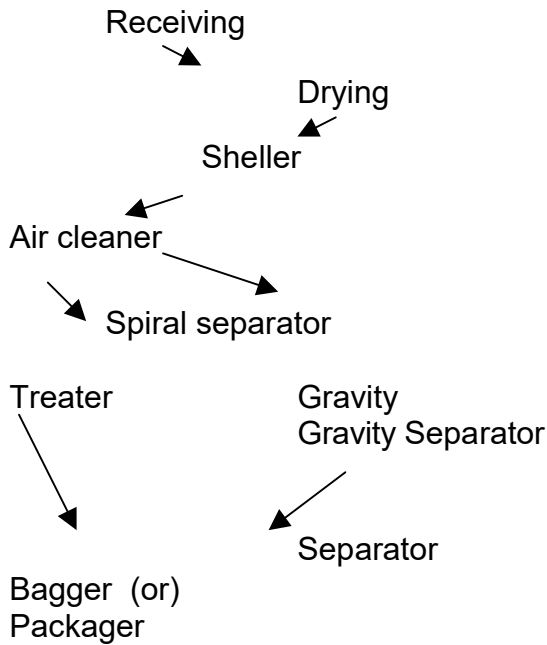 Receiving
Drying
Sheller
Air cleaner
Spiral separator
Treater
Gravity
Gravity Separator
Separator
Bagger  (or)
Packager